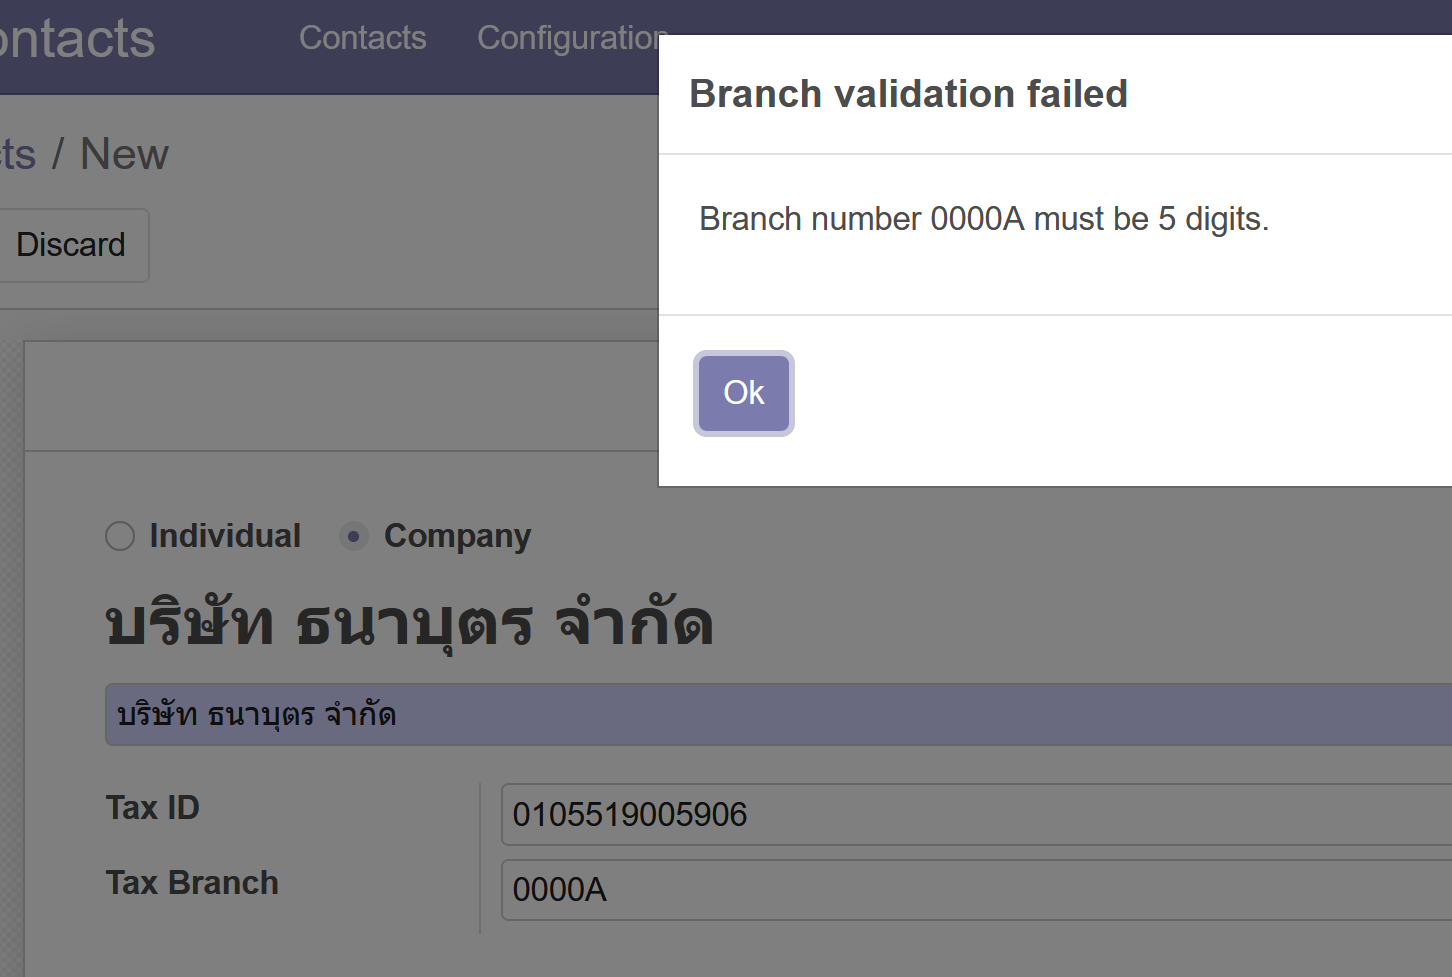 ontacts Contacts Configuration
ts / New
Discard
Branch validation failed
Branch number 0000A must be 5 digits.
Ok
Individual Company
บริษัท ธนาบุตร จำกัด
บริษัท ธนาบุตร จำกัด
Tax ID 0105519005906
Tax Branch 0000A